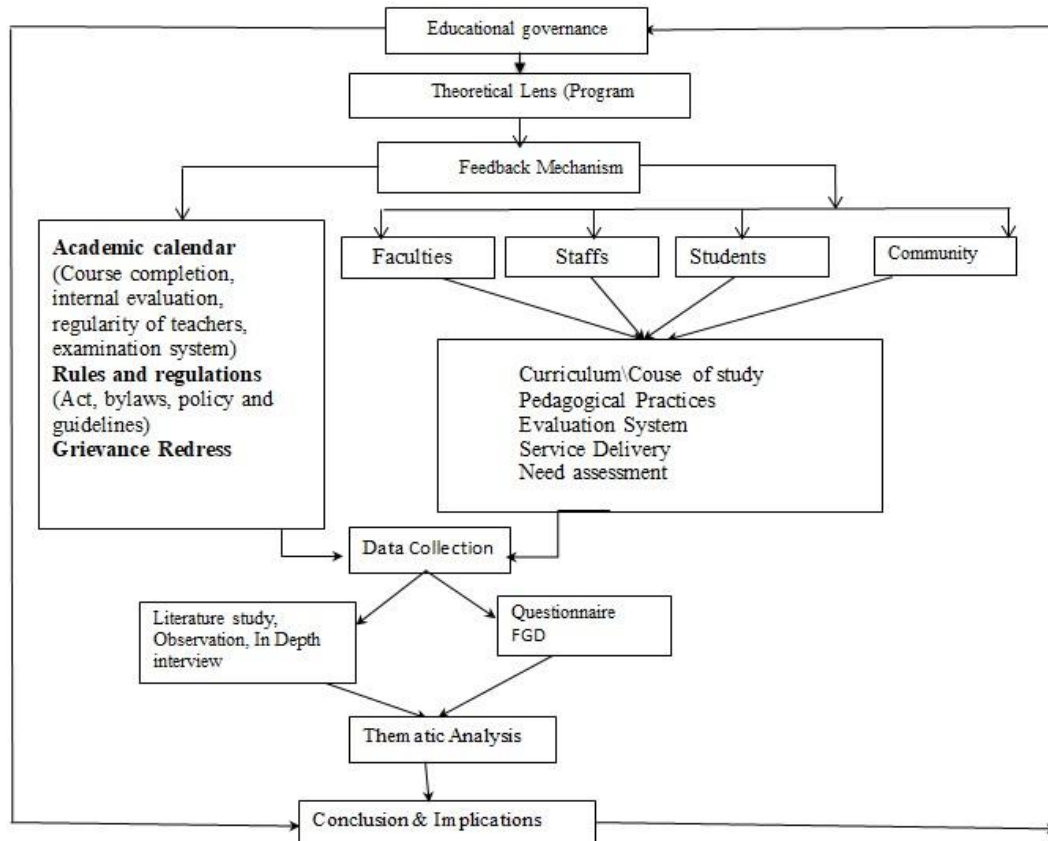 Educational governance
Theoretical Lens (Program
Feedback Mechanism
Academic calendar
(Course completion,
internal evaluation,
regularity of teachers,
examination system)
Rules and regulations
(Act, bylaws, policy and
guidelines)
Grievance Redress
Faculties
Staffs
Students
Community
Curriculum\Couse of study
Pedagogical Practices
Evaluation System
Service Delivery
Need assessment
Data Collection
Literature study,
Observation, In Depth
interview
Questionnaire
FGD
Thematic Analysis
Conclusion & Implications